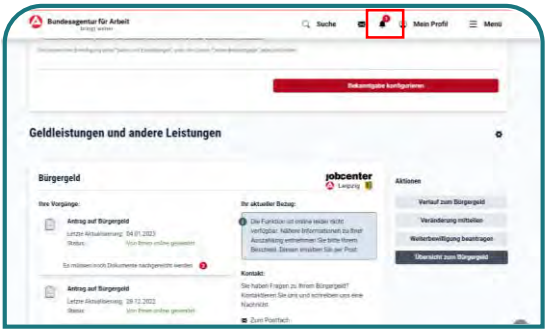 Bundesagentur für Arbeit
bringt weiter
Suche
Mein Profil
Menü
Bekanntgabe konfigurieren
Geldleistungen und andere Leistungen
Bürgergeld
jobcenter
Leipzig
Aktionen
Ihre Vorgänge:
Antrag auf Bürgergeld
Letzte Aktualisierung: 04.01.2023
Status: Von Ihnen online gesendet
Es müssen noch Dokumente nachgereicht werden
Antrag auf Bürgergeld
Letzte Aktualisierung: 28.12.2022
Status: Von Ihnen online gesendet
Ihr aktueller Bezug:
Die Funktion ist online leider nicht
verfügbar. Nähere Informationen zu Ihrer
Auszahlung entnehmen Sie bitte Ihrem
Bescheid. Diesen erhalten Sie per Post.
Kontakt:
Sie haben Fragen zu Ihrem Bürgergeld?
Kontaktieren Sie uns und schreiben uns eine
Nachricht.
Zum Postfach
Verlauf zum Bürgergeld
Veränderung mitteilen
Weiterbewilligung beantragen
Übersicht zum Bürgergeld